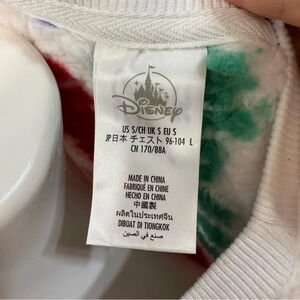 Disney
US S/CH UK S EU S
JP日本 チェスト 96-104 L
CN 170/88A
MADE IN CHINA
FABRIQUÉ EN CHINE
HECHO EN CHINA
中國製
ผลิตในประเทศจีน
DIBUAT DI TIONGKOK
صنع في الصين